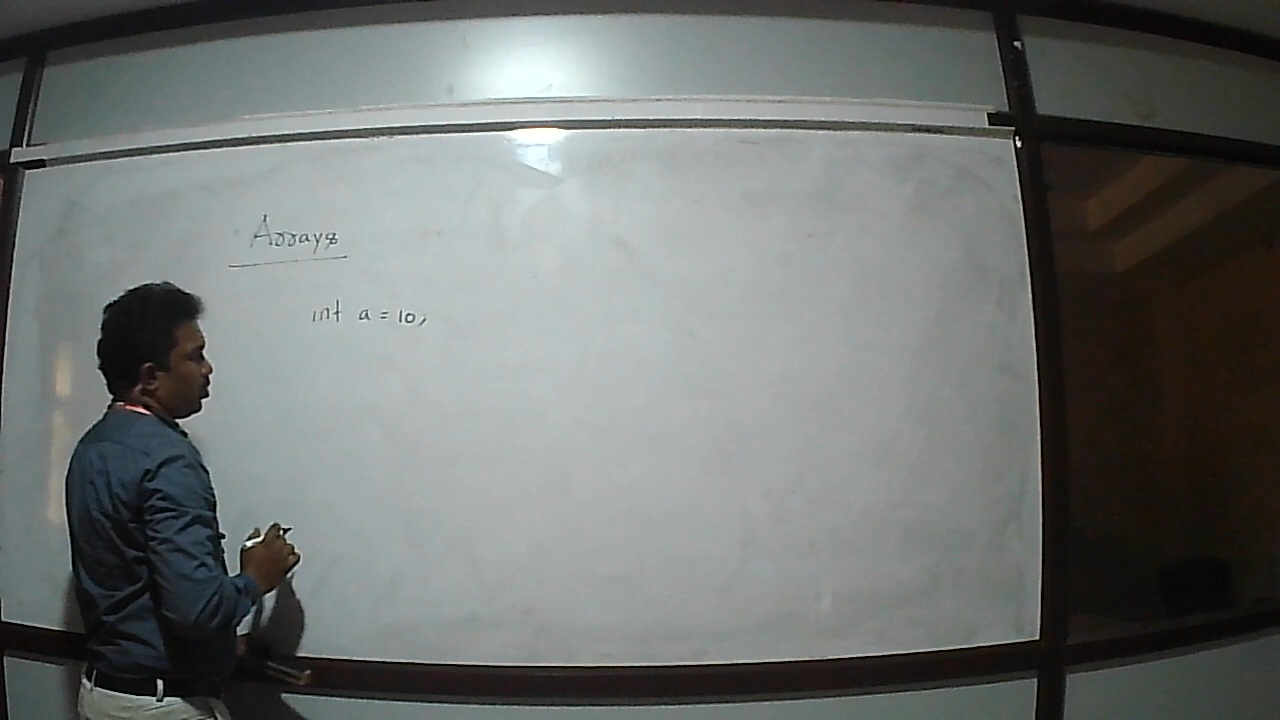 Arrays
int a = 10;